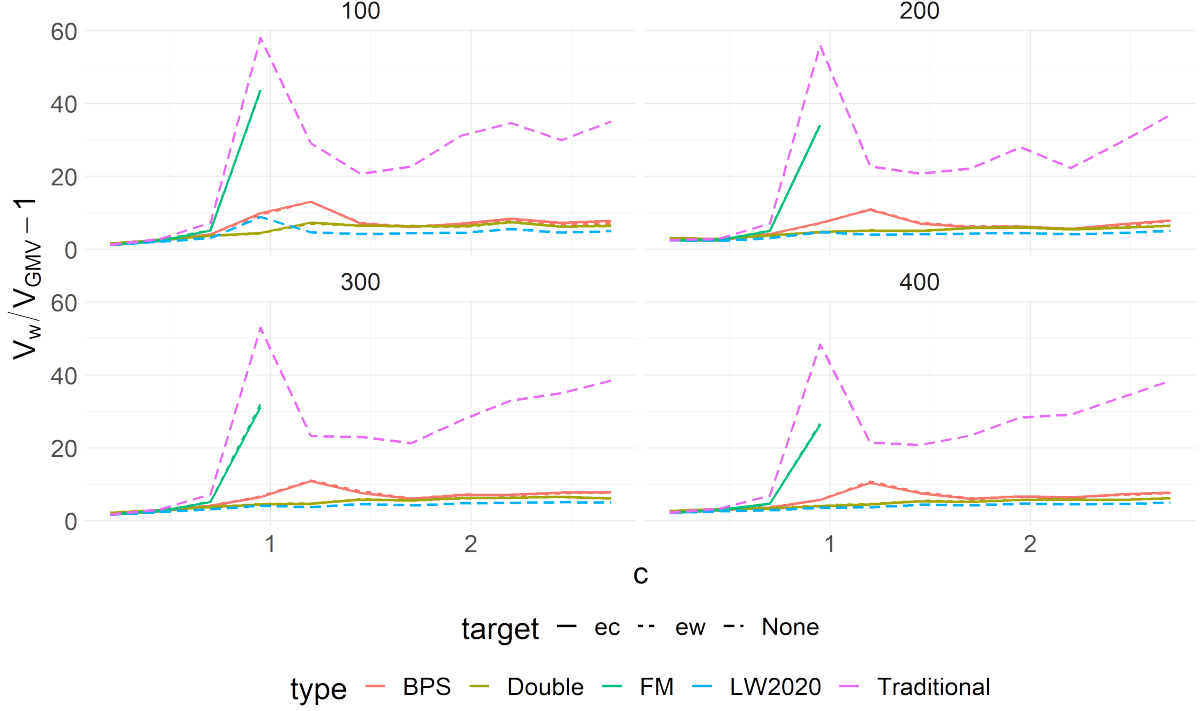 100 200
60
40
20
0
300 400
60
40
20
0
V_w/V_GMV − 1
1 2 1 2
c
target ec ew None
type BPS Double FM LW2020 Traditional